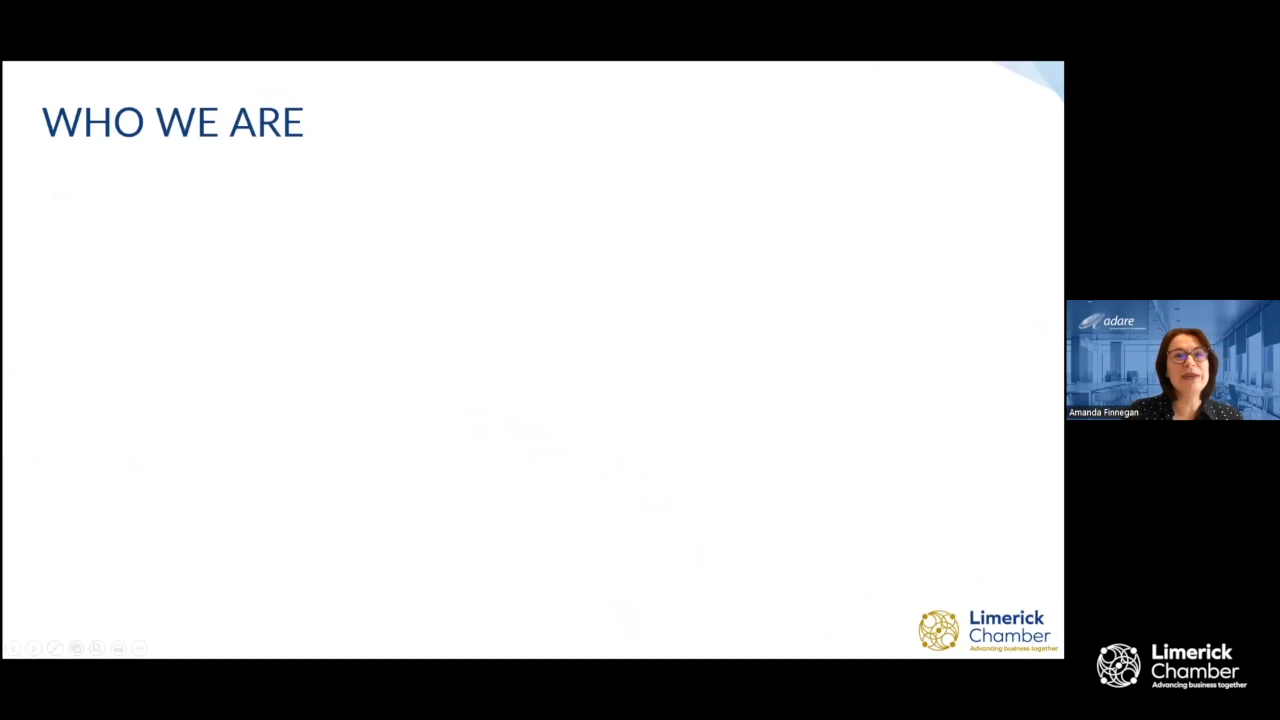 WHO WE ARE
adare
Amanda Finnegan
Limerick
Chamber
Advancing business together
Limerick
Chamber
Advancing business together